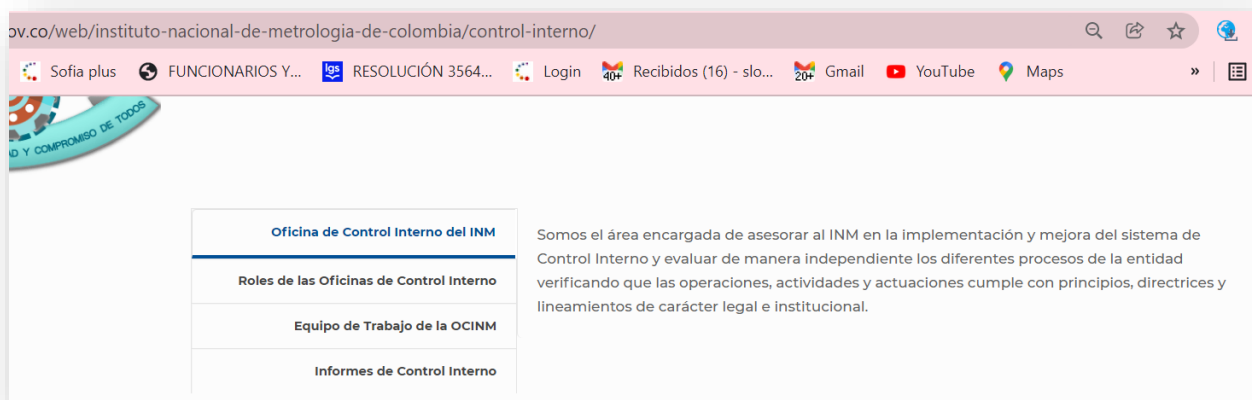 ov.co/web/instituto-nacional-de-metrologia-de-colombia/control-interno/
Sofia plus FUNCIONARIOS Y... lgs RESOLUCIÓN 3564... Login 40+ Recibidos (16) - slo... 20+ Gmail YouTube Maps »
D Y COMPROMISO DE TODOS
Oficina de Control Interno del INM
Roles de las Oficinas de Control Interno
Equipo de Trabajo de la OCINM
Informes de Control Interno
Somos el área encargada de asesorar al INM en la implementación y mejora del sistema de
Control Interno y evaluar de manera independiente los diferentes procesos de la entidad
verificando que las operaciones, actividades y actuaciones cumple con principios, directrices y
lineamientos de carácter legal e institucional.